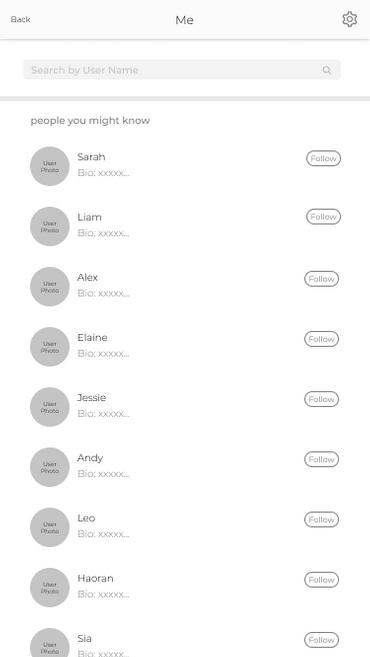 Back
Me
Search by User Name
people you might know
User
Photo
Sarah
Bio: xxxxx...
Follow
User
Photo
Liam
Bio: xxxxx...
Follow
User
Photo
Alex
Bio: xxxxx...
Follow
User
Photo
Elaine
Bio: xxxxx...
Follow
User
Photo
Jessie
Bio: xxxxx...
Follow
User
Photo
Andy
Bio: xxxxx...
Follow
User
Photo
Leo
Bio: xxxxx...
Follow
User
Photo
Haoran
Bio: xxxxx...
Follow
User
Photo
Sia
Bio: xxxxx...
Follow